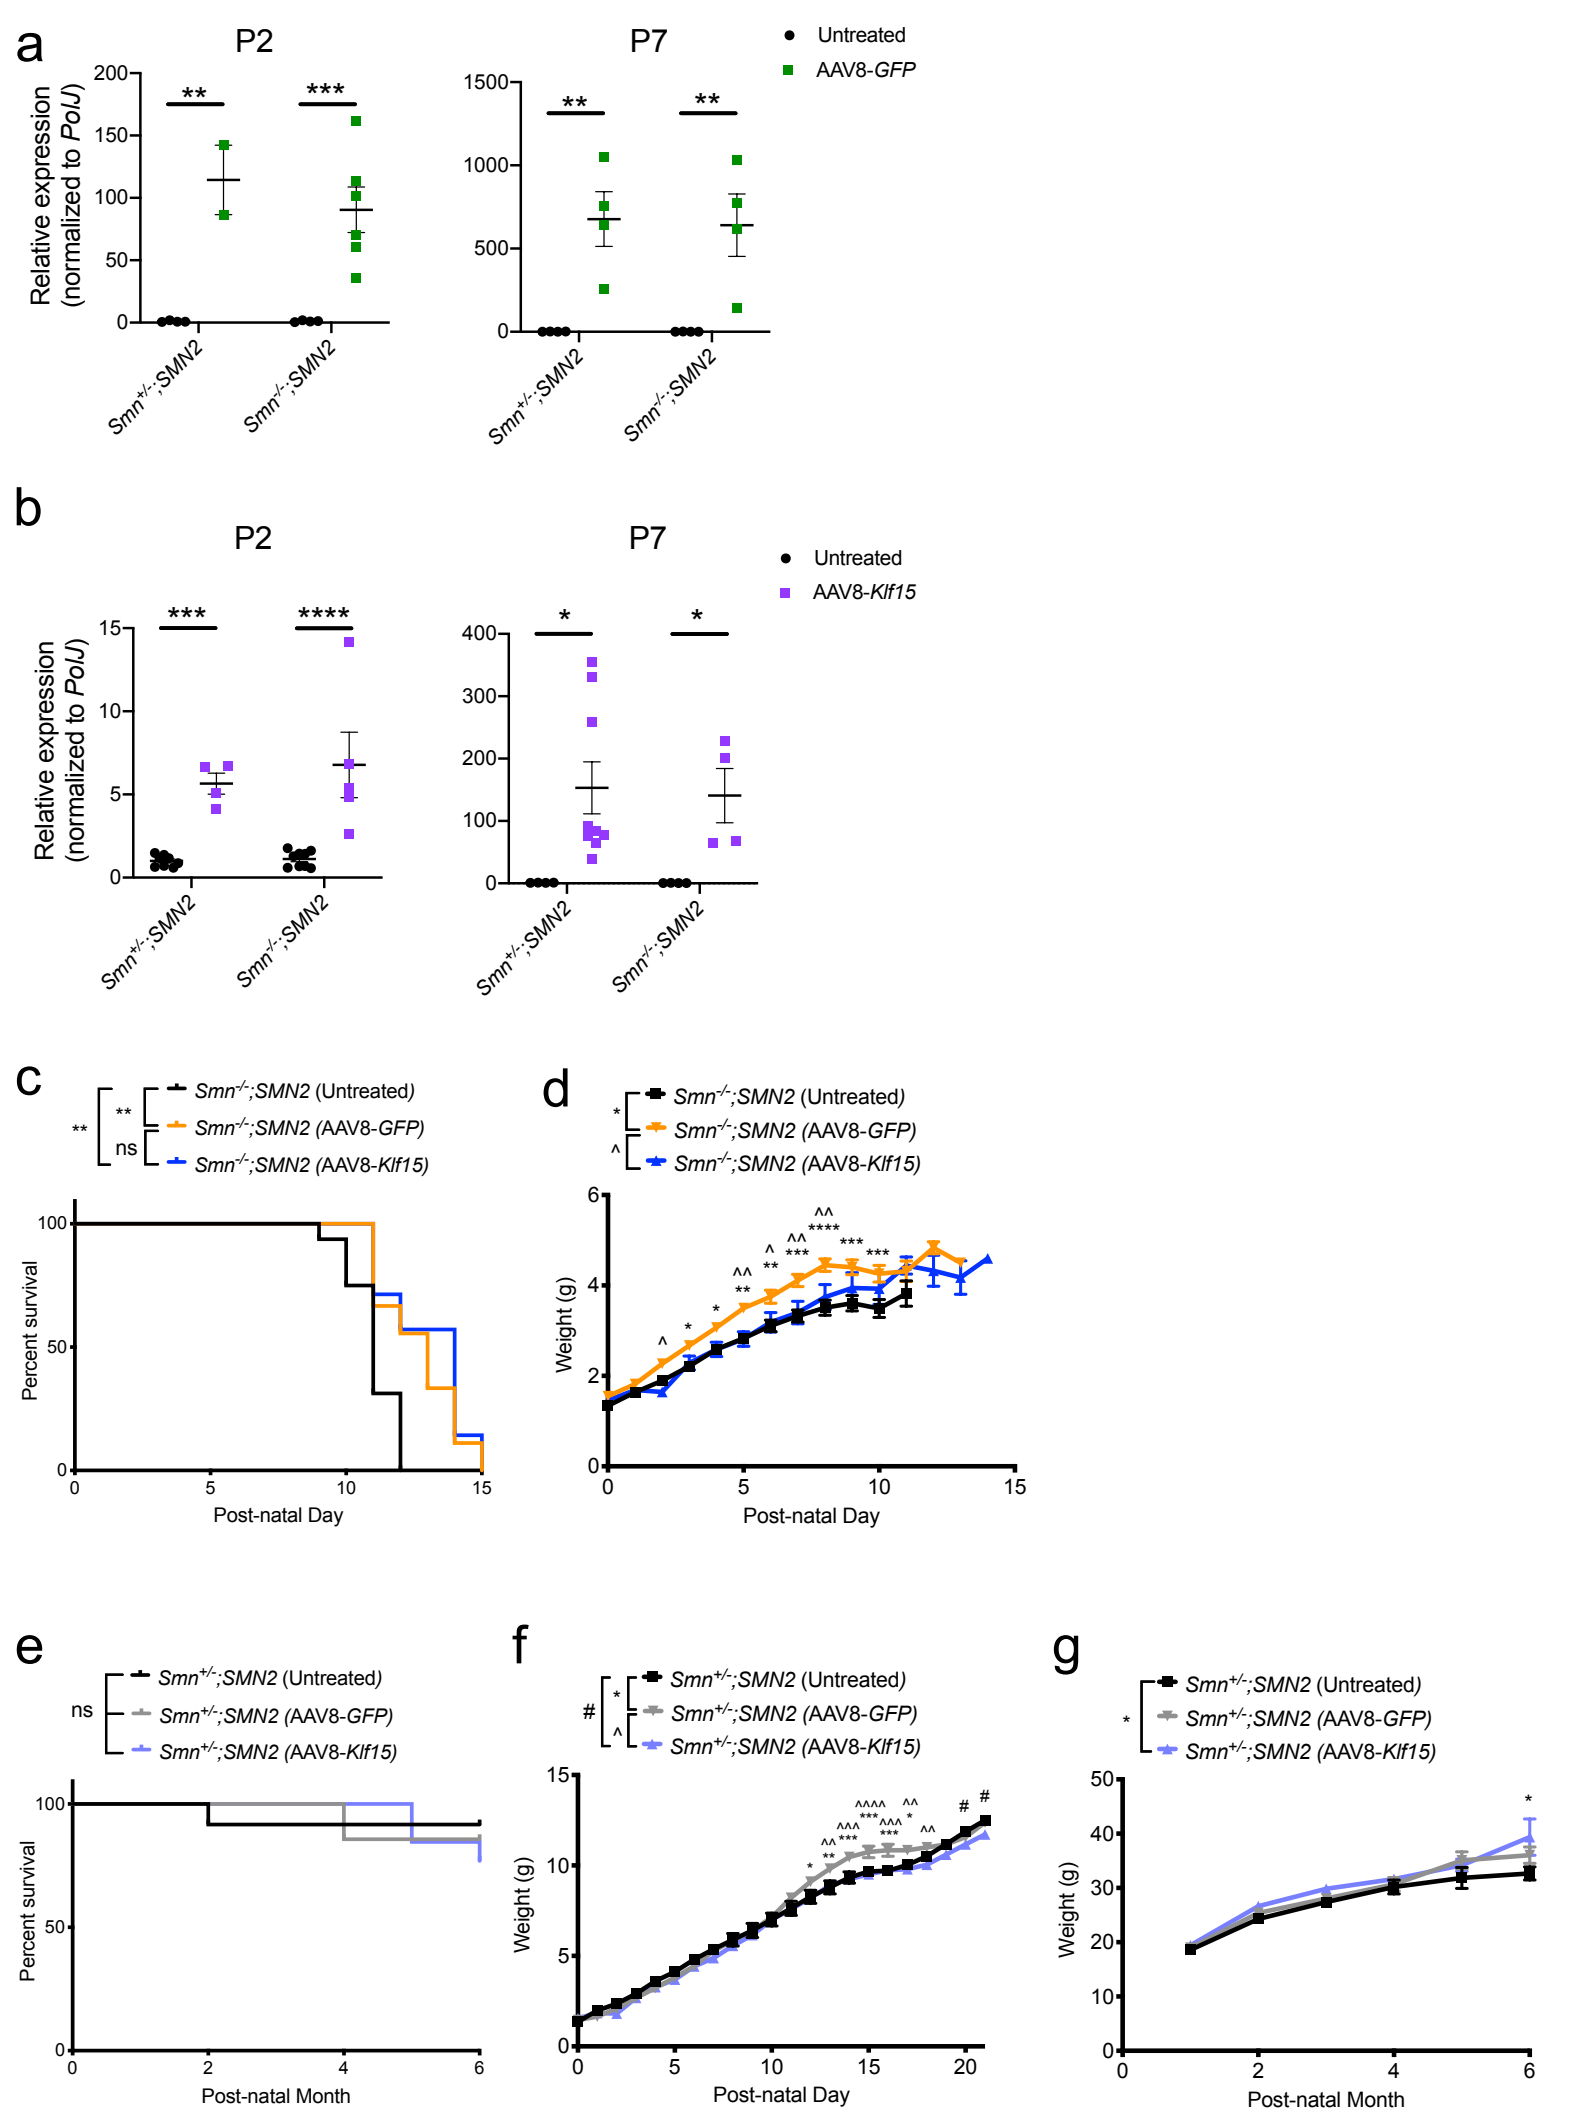 a
P2
P7
Untreated
AAV8-GFP
Relative expression
(normalized to PolJ)
200
150
100
50
0
**
***
Smn+/-;SMN2
Smn-/-;SMN2
1500
1000
500
0
**
**
Smn+/-;SMN2
Smn-/-;SMN2
b
P2
P7
Untreated
AAV8-Klf15
Relative expression
(normalized to PolJ)
15
10
5
0
***
****
Smn+/-;SMN2
Smn-/-;SMN2
400
300
200
100
0
*
*
Smn+/-;SMN2
Smn-/-;SMN2
c
Smn-/-;SMN2 (Untreated)
Smn-/-;SMN2 (AAV8-GFP)
Smn-/-;SMN2 (AAV8-Klf15)
**
**
ns
Percent survival
100
50
0
0 5 10 15
Post-natal Day
d
Smn-/-;SMN2 (Untreated)
Smn-/-;SMN2 (AAV8-GFP)
Smn-/-;SMN2 (AAV8-Klf15)
*
^
Weight (g)
6
4
2
0
^
*
*
^^
**
^
**
^^
***
^^
****
***
***
0 5 10 15
Post-natal Day
e
Smn+/-;SMN2 (Untreated)
Smn+/-;SMN2 (AAV8-GFP)
Smn+/-;SMN2 (AAV8-Klf15)
ns
Percent survival
100
50
0
0 2 4 6
Post-natal Month
f
Smn+/-;SMN2 (Untreated)
Smn+/-;SMN2 (AAV8-GFP)
Smn+/-;SMN2 (AAV8-Klf15)
#
*
^
Weight (g)
15
10
5
0
*
^^
**
^^^
***
^^^^
***
^^^
***
^^
*
^^
#
#
0 5 10 15 20
Post-natal Day
g
Smn+/-;SMN2 (Untreated)
Smn+/-;SMN2 (AAV8-GFP)
Smn+/-;SMN2 (AAV8-Klf15)
*
Weight (g)
50
40
30
20
10
0
*
0 2 4 6
Post-natal Month